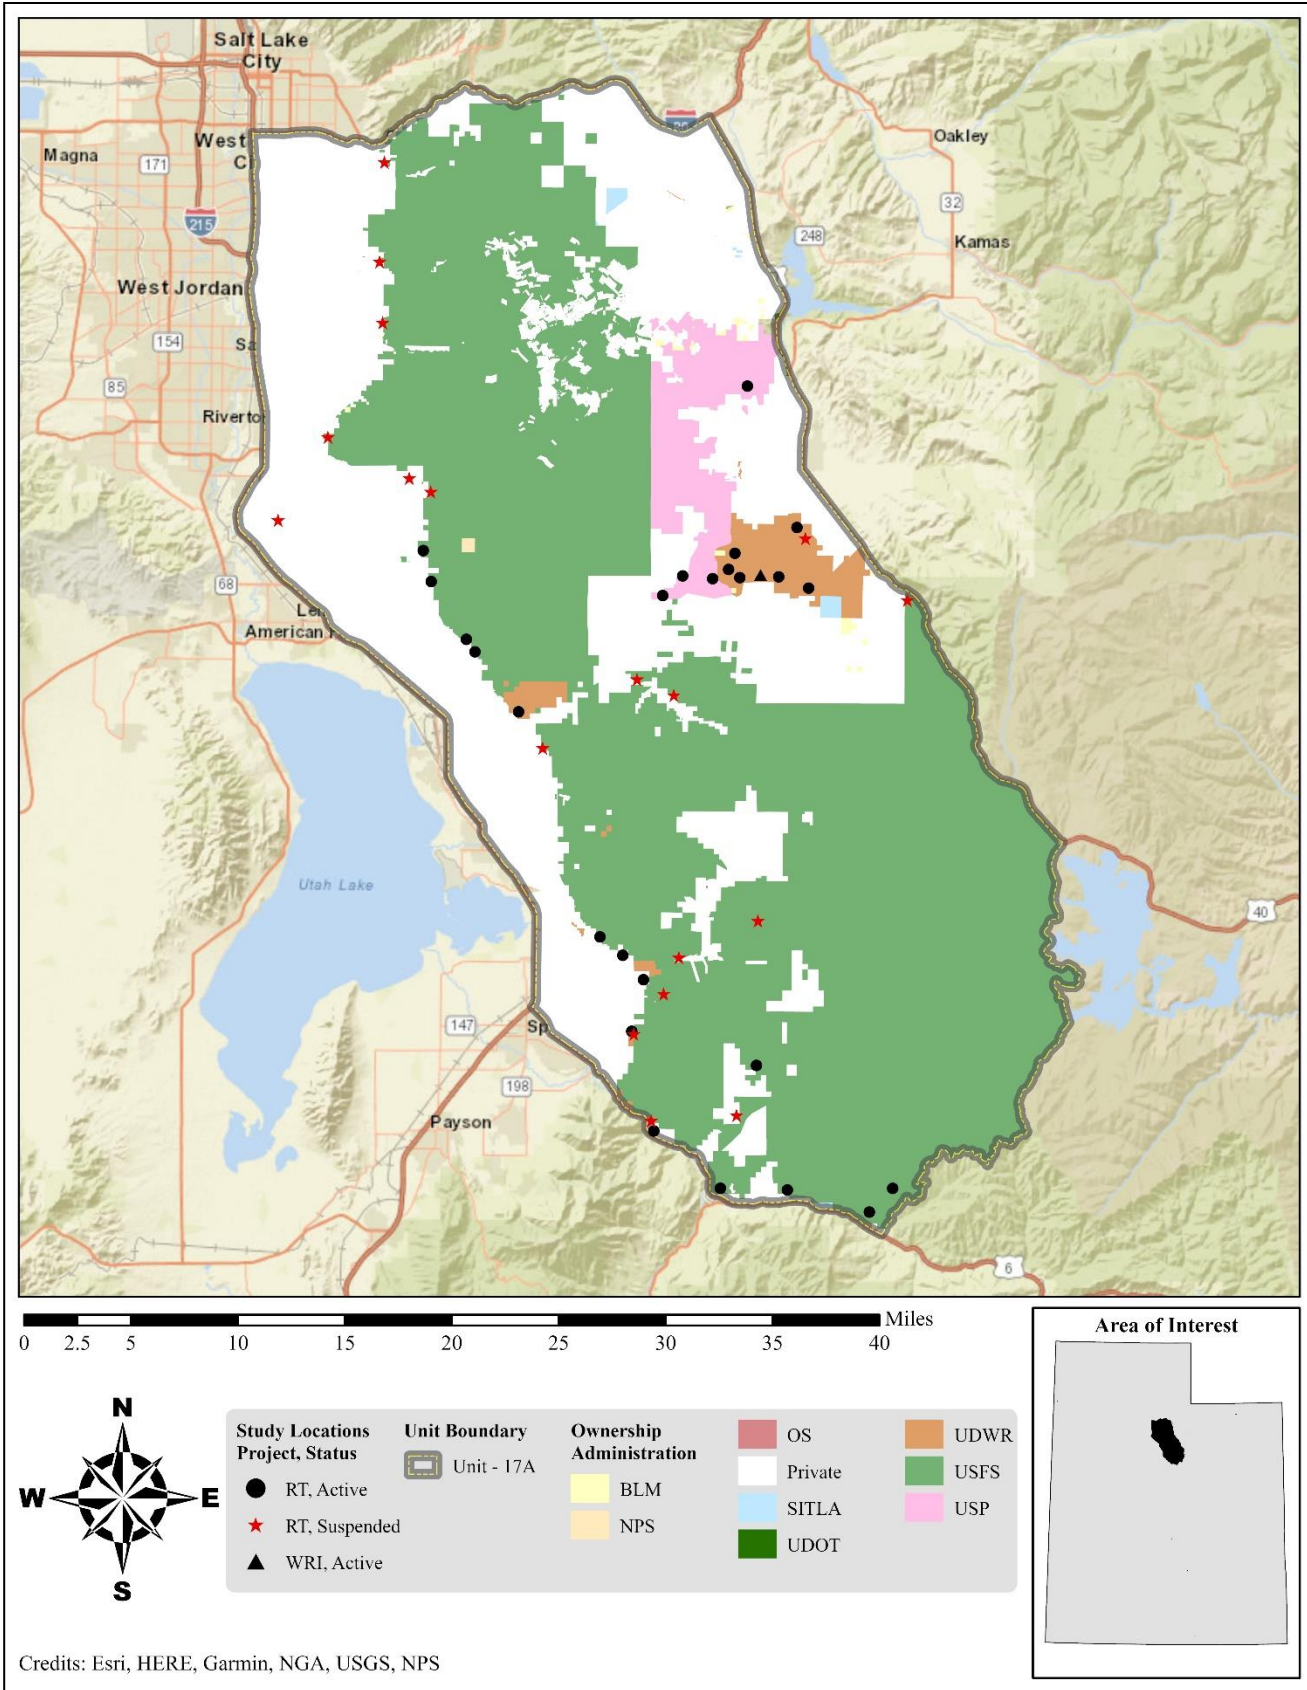 Salt Lake
City
Magna
171
West
C
Oakley
215
32
248
Kamas
West Jordan
154
Sa
85
Riverto
68
Le
American
Utah Lake
40
147
Sp
198
Payson
6
Miles
0 2.5 5 10 15 20 25 30 35 40
Area of Interest
N
W E
S
Study Locations
Project, Status
RT, Active
RT, Suspended
WRI, Active
Unit Boundary
Unit - 17A
Ownership
Administration
BLM
NPS
OS
Private
SITLA
UDOT
UDWR
USFS
USP
Credits: Esri, HERE, Garmin, NGA, USGS, NPS